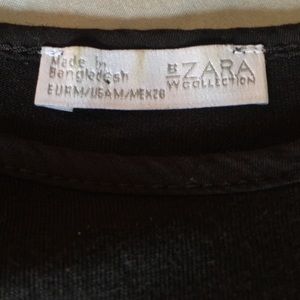 Made in
Bangladesh
EUR M/USA M/MEX 28
ZARA
W COLLECTION